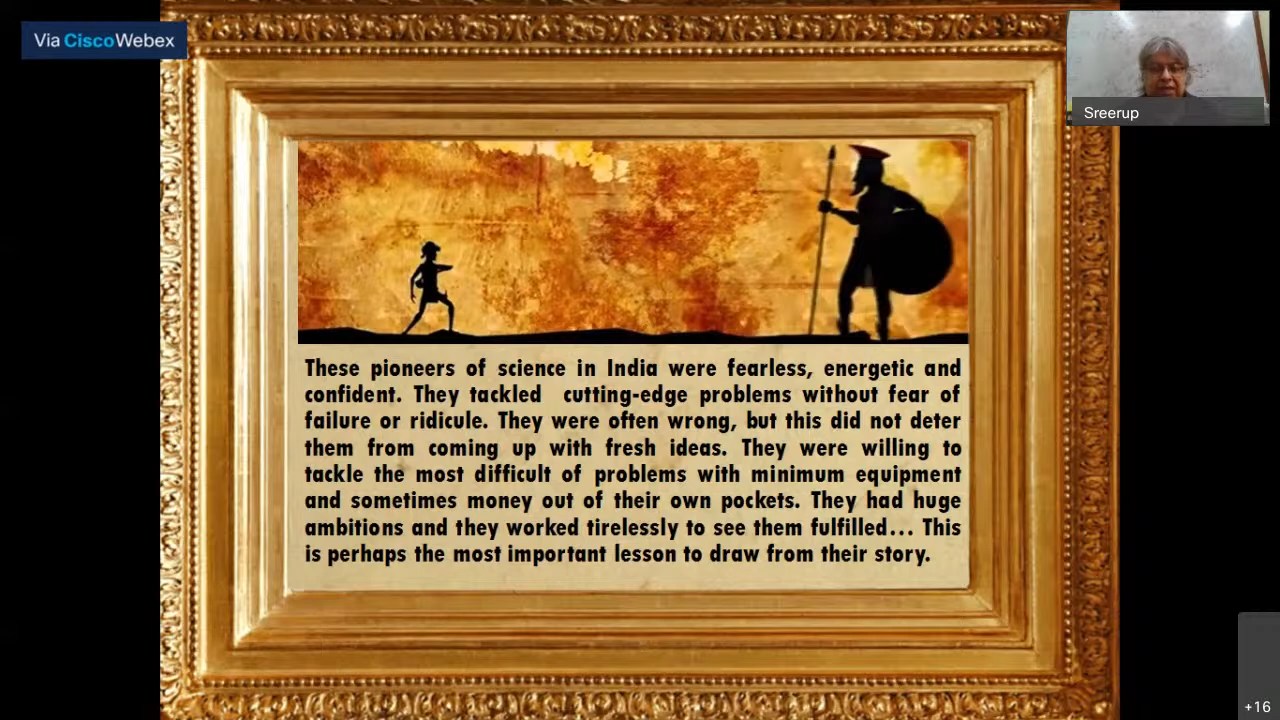 Via CiscoWebex
Sreerup
These pioneers of science in India were fearless, energetic and
confident. They tackled cutting-edge problems without fear of
failure or ridicule. They were often wrong, but this did not deter
them from coming up with fresh ideas. They were willing to
tackle the most difficult of problems with minimum equipment
and sometimes money out of their own pockets. They had huge
ambitions and they worked tirelessly to see them fulfilled... This
is perhaps the most important lesson to draw from their story.
+16